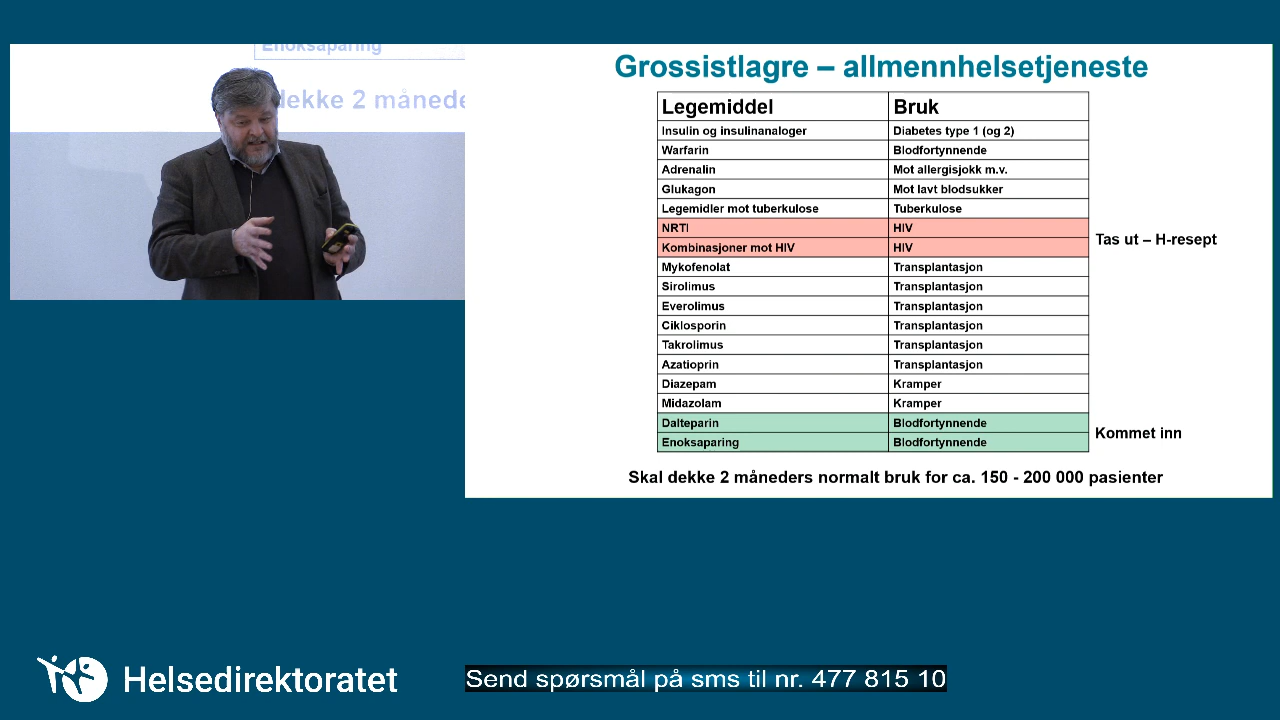 Enoksaparing
dekke 2 månede
Grossistlagre – allmennhelsetjeneste
Legemiddel Bruk
Insulin og insulinanaloger Diabetes type 1 (og 2)
Warfarin Blodfortynnende
Adrenalin Mot allergisjokk m.v.
Glukagon Mot lavt blodsukker
Legemidler mot tuberkulose Tuberkulose
NRTI HIV
Kombinasjoner mot HIV HIV
Tas ut – H-resept
Mykofenolat Transplantasjon
Sirolimus Transplantasjon
Everolimus Transplantasjon
Ciklosporin Transplantasjon
Takrolimus Transplantasjon
Azatioprin Transplantasjon
Diazepam Kramper
Midazolam Kramper
Dalteparin Blodfortynnende
Enoksaparing Blodfortynnende
Kommet inn
Skal dekke 2 måneders normalt bruk for ca. 150 - 200 000 pasienter
Helsedirektoratet
Send spørsmål på sms til nr. 477 815 10